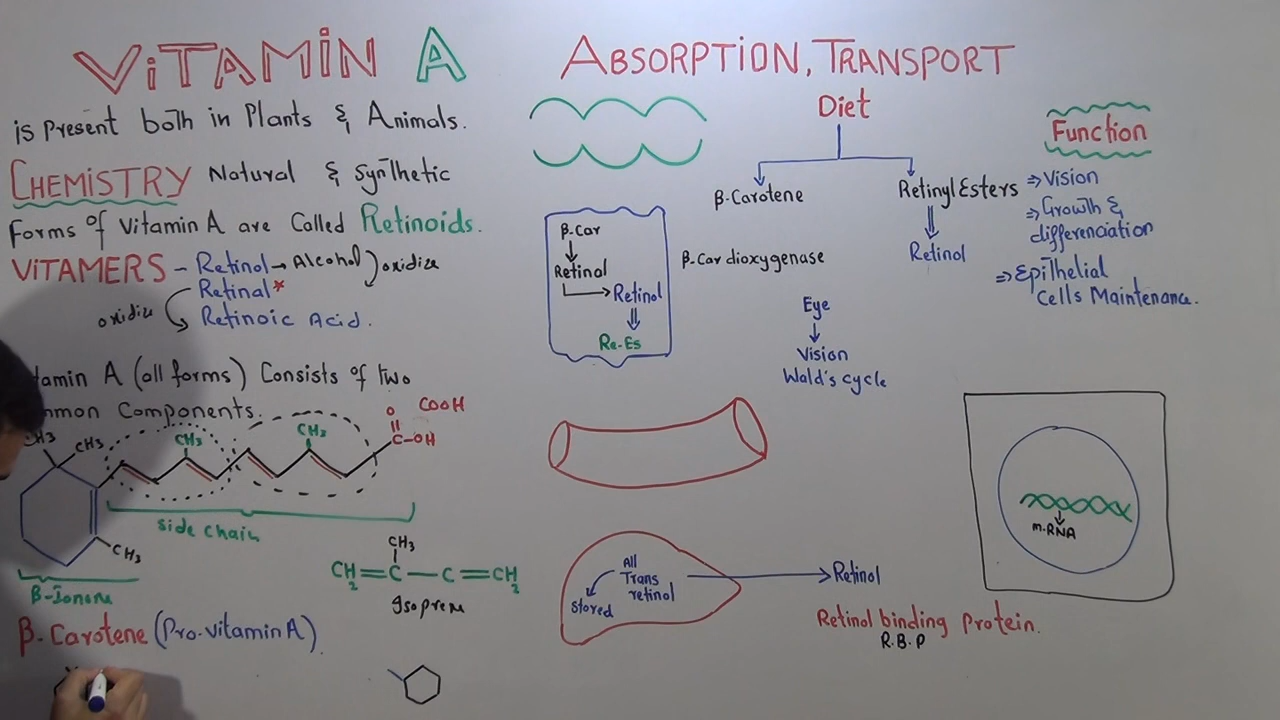 ViTAMiN A
is Present both in Plants & Animals.
CHEMiSTRY Natural & Synthetic
Forms of Vitamin A are Called Retinoids.
ViTAMERS – Retinol → Alcohol oxidize
Retinal*
oxidize Retinoic Acid.
tamin A (all forms) Consists of two
mmon Components.
COOH
O
C-OH
CH3
CH3
CH3
CH3
CH3
Side Chain
β-Ionone
CH3
CH2=C—C=CH2
Isoprene
β-Carotene (Pro-vitamin A).
ABSORPTiON, TRANSPORT
Diet
β-Carotene
Retinyl Esters
Retinol
β-Car
Retinal
Retinol
Re-Es
β-Car dioxygenase
Eye
Vision
Wald's cycle
All
Trans
retinol
Stored
Retinol
Retinol binding Protein.
R.B.P
Function
⇒ Vision
⇒ Growth &
differenciation
⇒ Epithelial
Cells Maintenance.
m-RNA